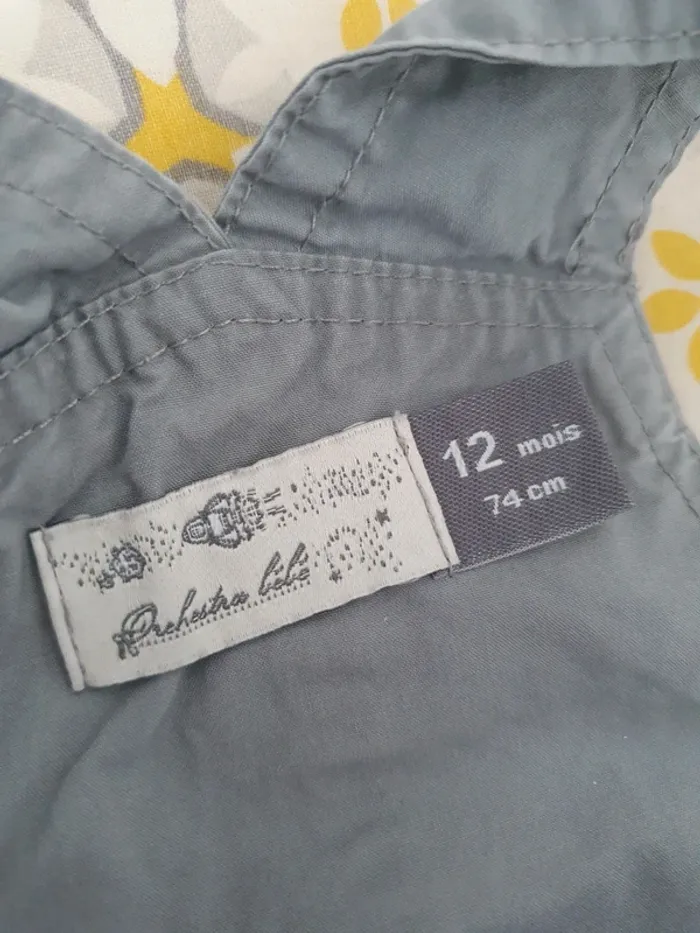 Orchestra bébé
12 mois
74 cm